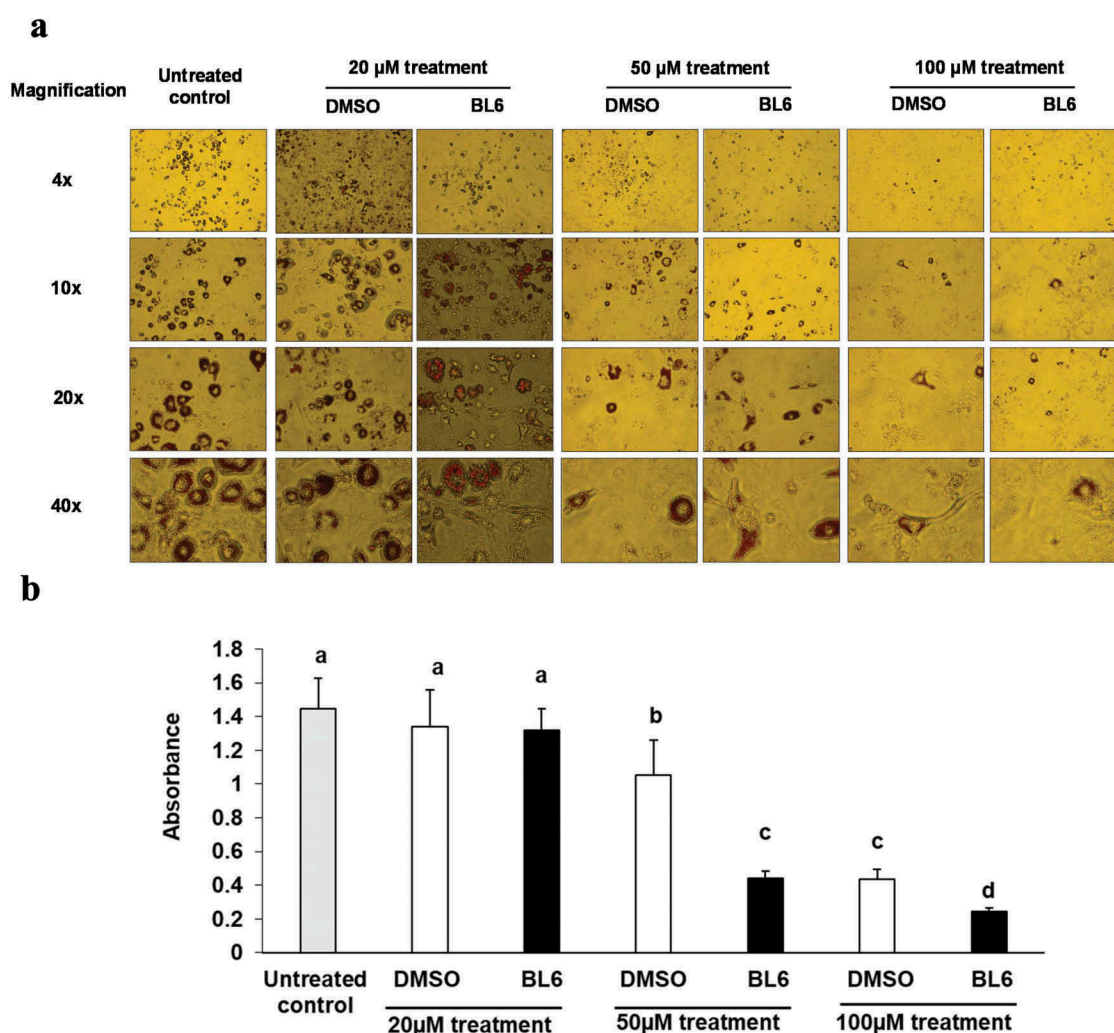 a
Magnification
Untreated
control
20 µM treatment
50 µM treatment
100 µM treatment
DMSO
BL6
DMSO
BL6
DMSO
BL6
4x
10x
20x
40x
b
Absorbance
1.8
1.6
1.4
1.2
1
0.8
0.6
0.4
0.2
0
a
a
a
b
c
c
d
Untreated
control
DMSO
BL6
DMSO
BL6
DMSO
BL6
20µM treatment
50µM treatment
100µM treatment